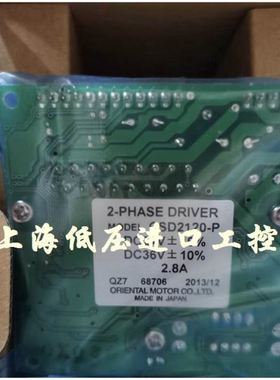 2-PHASE DRIVER
SD2120-P
DC36V±10%
2.8A
QZ7 68706 2013/12
ORIENTAL MOTOR CO.,LTD.
MADE IN JAPAN
上海低压进口工控